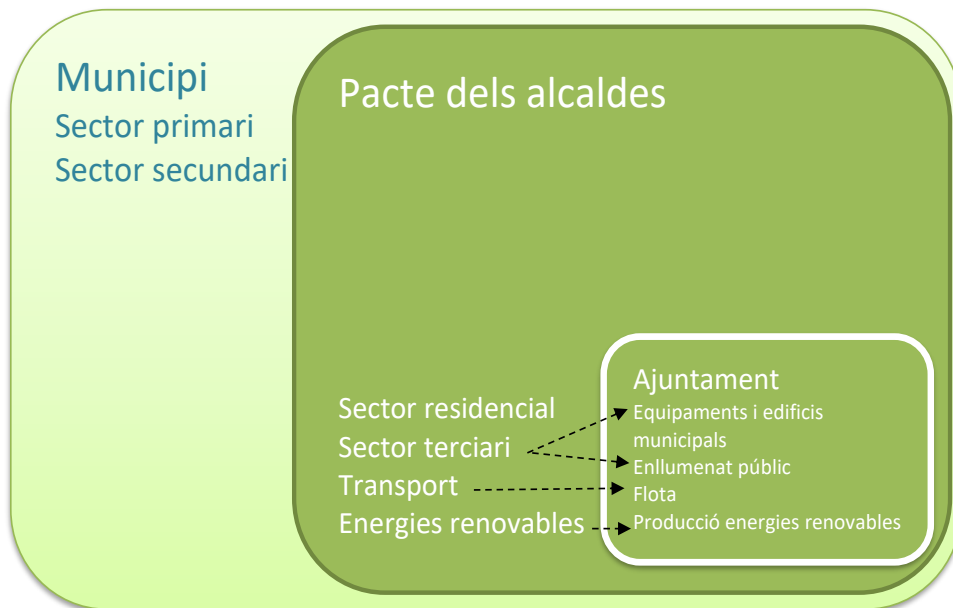 Municipi
Sector primari
Sector secundari
Pacte dels alcaldes
Sector residencial
Sector terciari
Transport
Energies renovables
Ajuntament
Equipaments i edificis
municipals
Enllumenat públic
Flota
Producció energies renovables